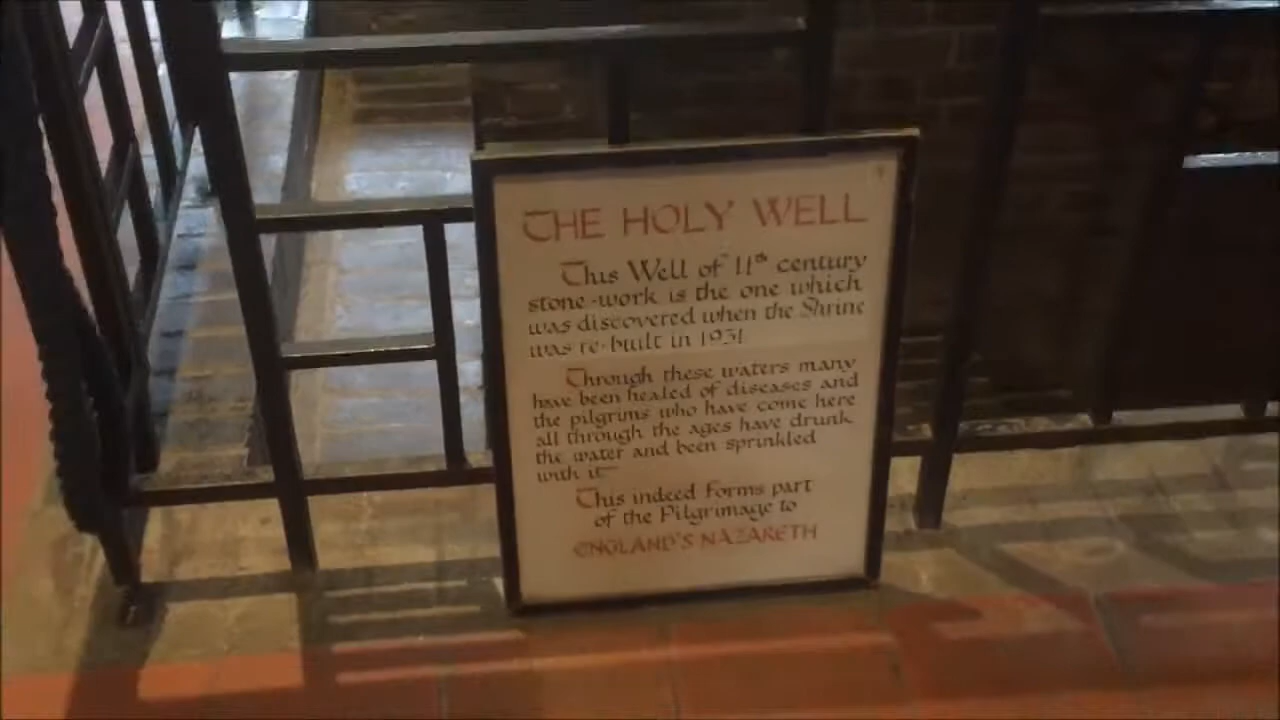 THE HOLY WELL
This Well of 11th century
stone-work is the one which
was discovered when the Shrine
was re-built in 1931
Through these waters many
have been healed of diseases and
the pilgrims who have come here
all through the ages have drunk
the water and been sprinkled
with it
This indeed forms part
of the Pilgrimage to
ENGLAND'S NAZARETH